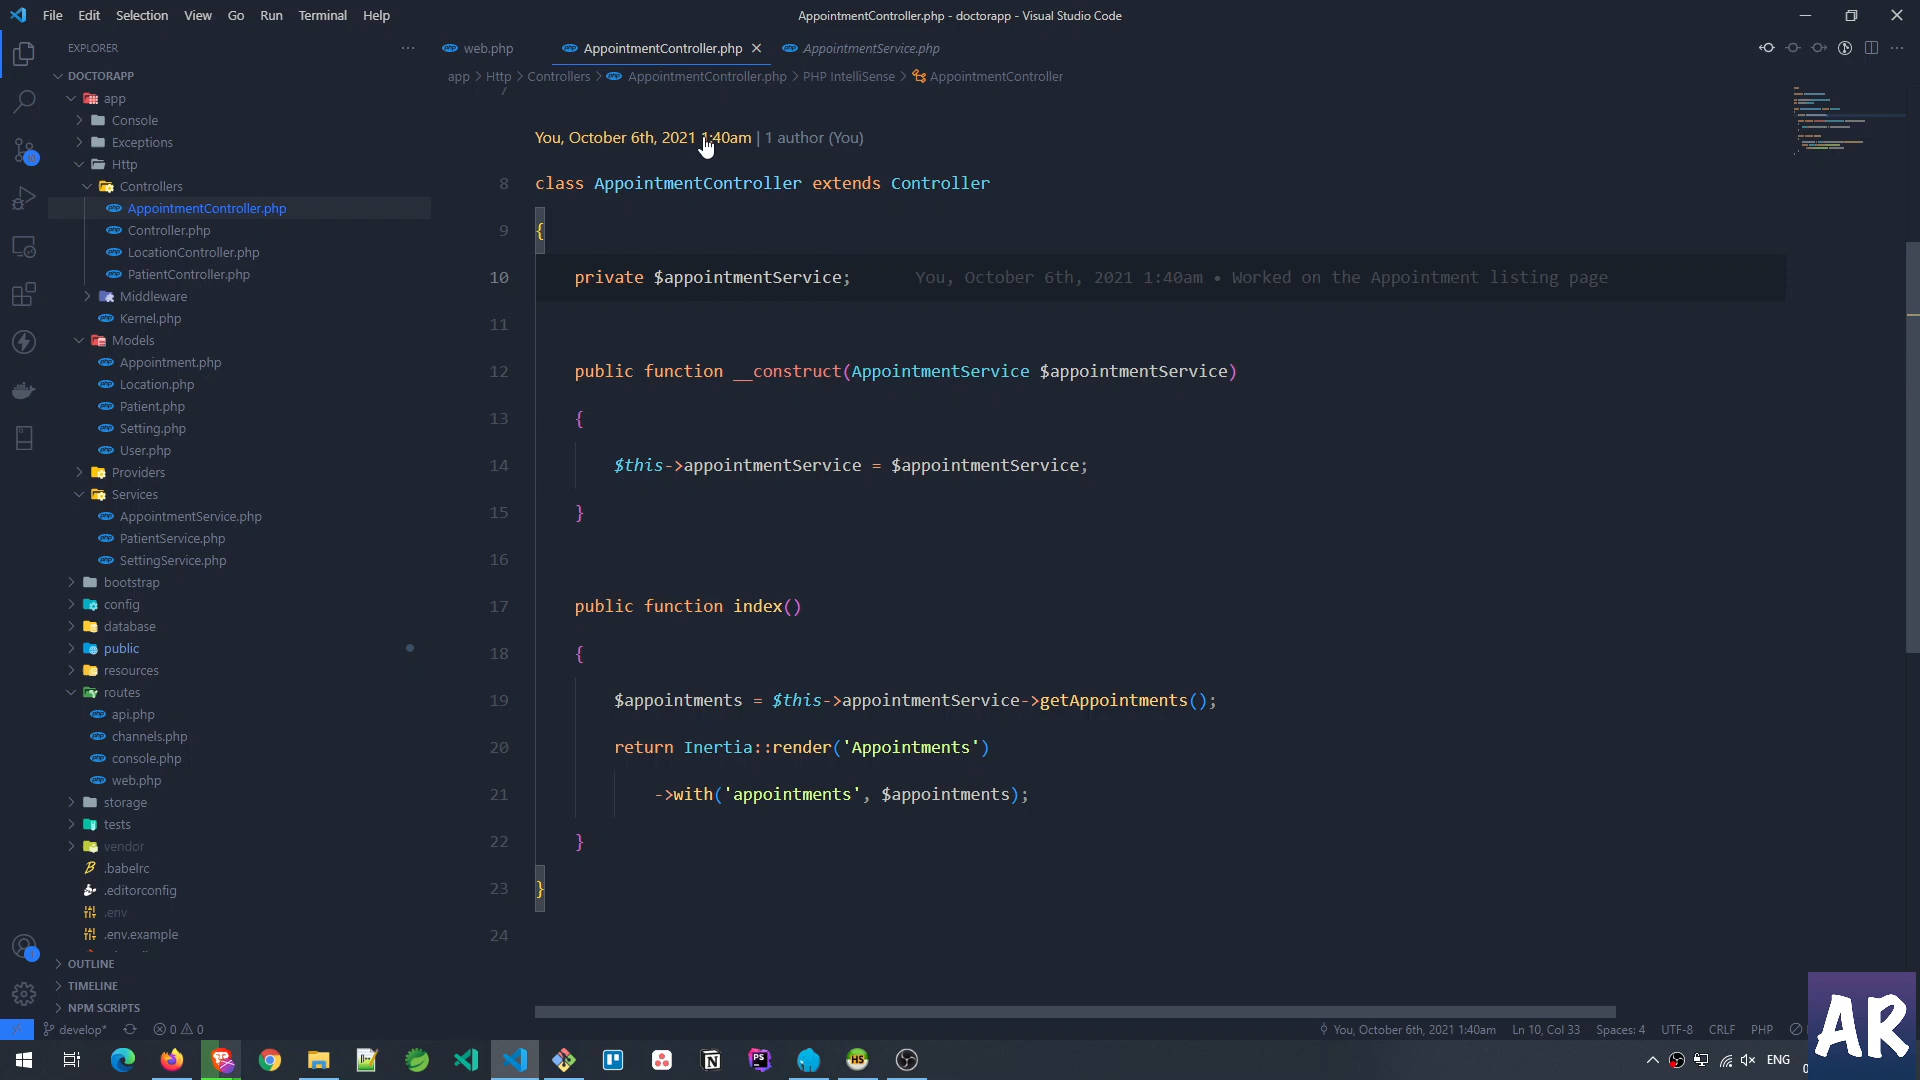 File Edit Selection View Go Run Terminal Help
AppointmentController.php - doctorapp - Visual Studio Code
EXPLORER
web.php
AppointmentController.php
AppointmentService.php
app > Http > Controllers > AppointmentController.php > PHP IntelliSense > AppointmentController
DOCTORAPP
app
Console
Exceptions
Http
Controllers
AppointmentController.php
Controller.php
LocationController.php
PatientController.php
Middleware
Kernel.php
Models
Appointment.php
Location.php
Patient.php
Setting.php
User.php
Providers
Services
AppointmentService.php
PatientService.php
SettingService.php
bootstrap
config
database
public
resources
routes
api.php
channels.php
console.php
web.php
storage
tests
vendor
.babelrc
.editorconfig
.env
.env.example
OUTLINE
TIMELINE
NPM SCRIPTS
7
You, October 6th, 2021 1:40am | 1 author (You)
8 class AppointmentController extends Controller
9 {
10 private $appointmentService; You, October 6th, 2021 1:40am • Worked on the Appointment listing page
11
12 public function __construct(AppointmentService $appointmentService)
13 {
14 $this->appointmentService = $appointmentService;
15 }
16
17 public function index()
18 {
19 $appointments = $this->appointmentService->getAppointments();
20 return Inertia::render('Appointments')
21 ->with('appointments', $appointments);
22 }
23 }
24
develop* 0 0
You, October 6th, 2021 1:40am Ln 10, Col 33 Spaces: 4 UTF-8 CRLF PHP
PS
HS
ENG
AR